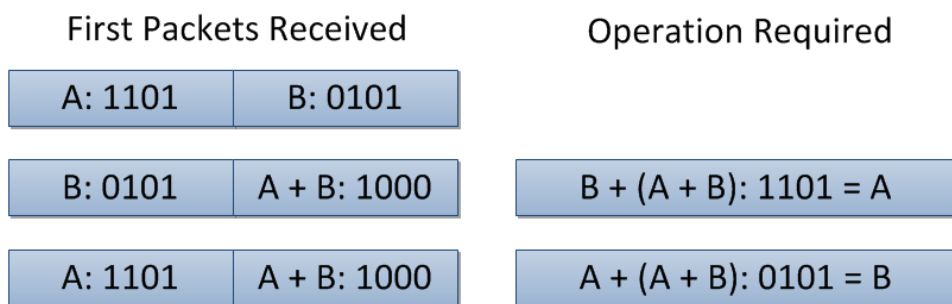 First Packets Received Operation Required
A: 1101 B: 0101
B: 0101 A + B: 1000 B + (A + B): 1101 = A
A: 1101 A + B: 1000 A + (A + B): 0101 = B